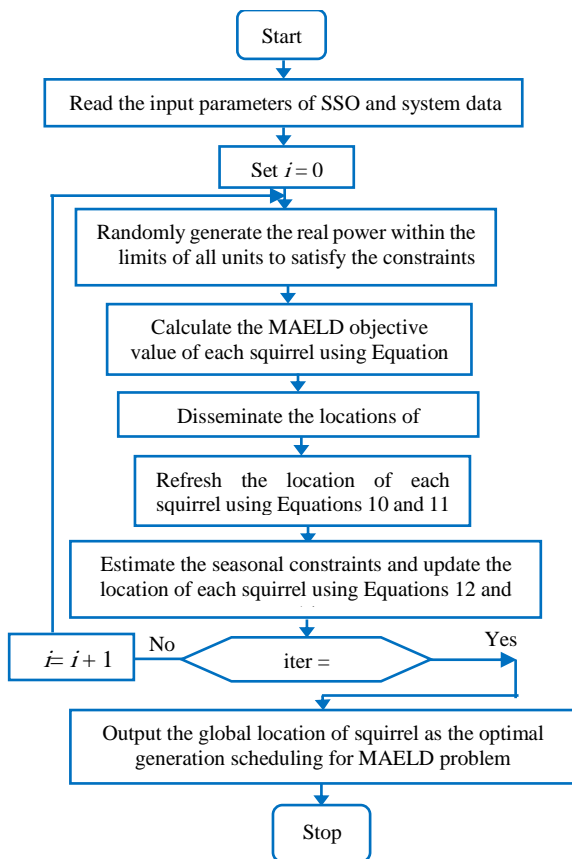 Start
Read the input parameters of SSO and system data
Set i = 0
Randomly generate the real power within the
limits of all units to satisfy the constraints
Calculate the MAELD objective
value of each squirrel using Equation
Disseminate the locations of
Refresh the location of each
squirrel using Equations 10 and 11
Estimate the seasonal constraints and update the
location of each squirrel using Equations 12 and
i= i + 1
No
iter =
Yes
Output the global location of squirrel as the optimal
generation scheduling for MAELD problem
Stop